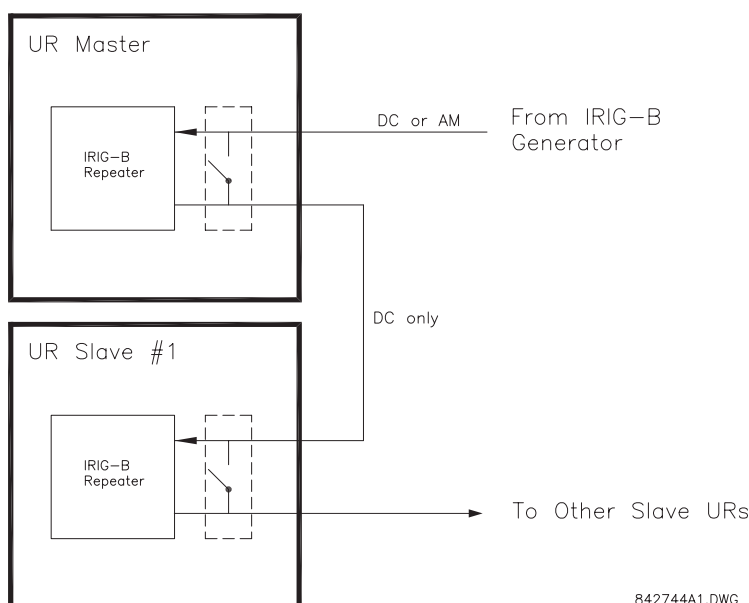 UR Master
IRIG-B
Repeater
DC or AM
From IRIG-B
Generator
DC only
UR Slave #1
IRIG-B
Repeater
To Other Slave URs
842744A1.DWG